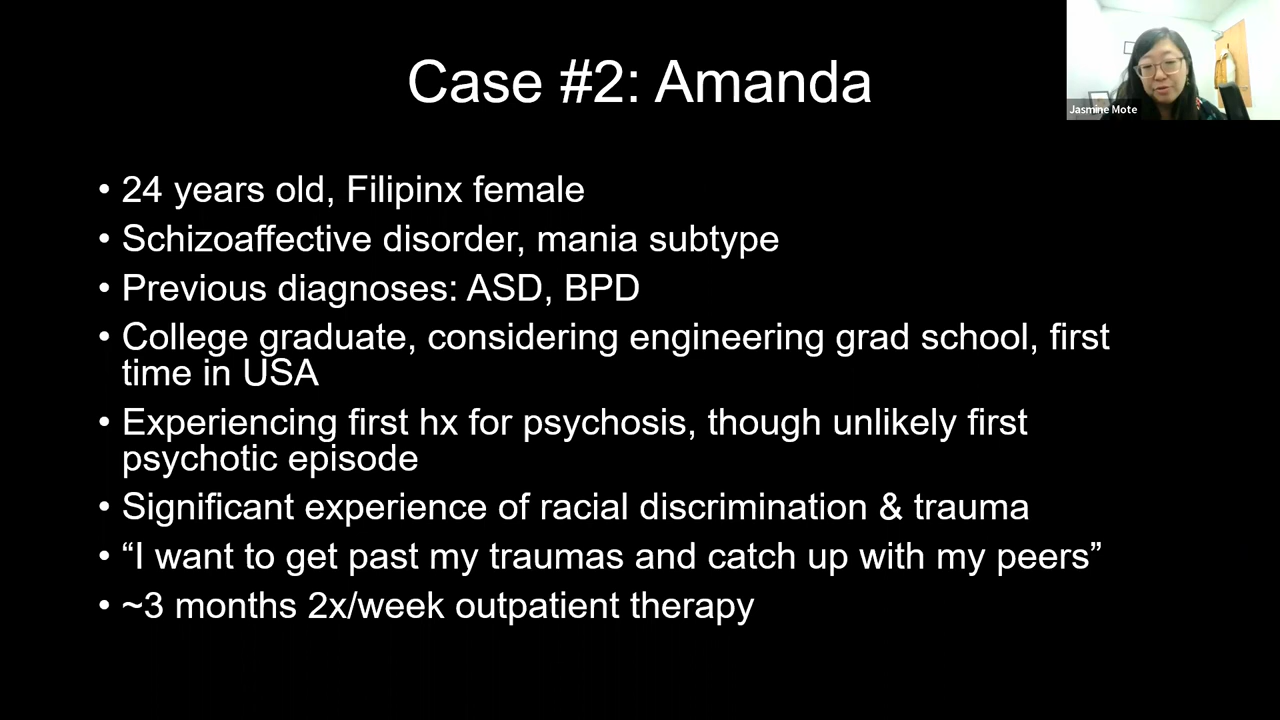 Case #2: Amanda
Jasmine Mote
• 24 years old, Filipinx female
• Schizoaffective disorder, mania subtype
• Previous diagnoses: ASD, BPD
• College graduate, considering engineering grad school, first
time in USA
• Experiencing first hx for psychosis, though unlikely first
psychotic episode
• Significant experience of racial discrimination & trauma
• “I want to get past my traumas and catch up with my peers”
• ~3 months 2x/week outpatient therapy